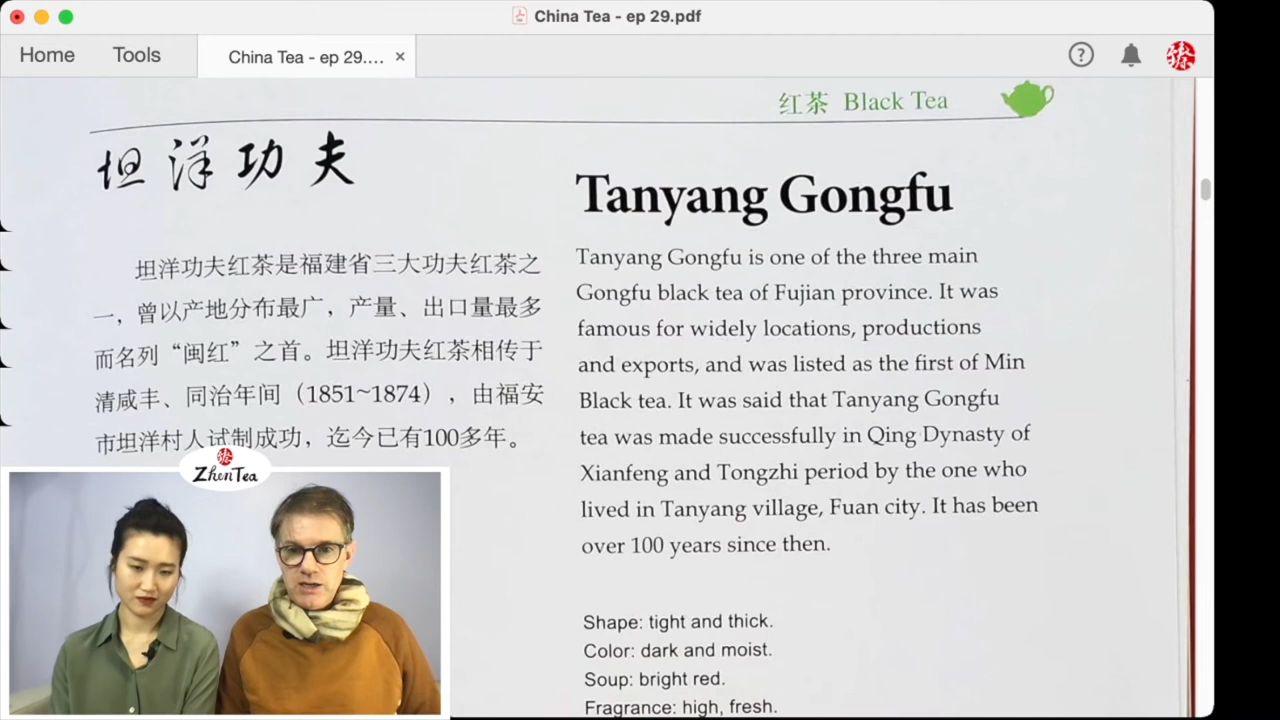 China Tea - ep 29.pdf
Home
Tools
China Tea - ep 29....
红茶 Black Tea
坦洋功夫
坦洋功夫红茶是福建省三大功夫红茶之
一，曾以产地分布最广，产量、出口量最多
而名列“闽红”之首。坦洋功夫红茶相传于
清咸丰、同治年间（1851~1874），由福安
市坦洋村人试制成功，迄今已有100多年。
Tanyang Gongfu
Tanyang Gongfu is one of the three main
Gongfu black tea of Fujian province. It was
famous for widely locations, productions
and exports, and was listed as the first of Min
Black tea. It was said that Tanyang Gongfu
tea was made successfully in Qing Dynasty of
Xianfeng and Tongzhi period by the one who
lived in Tanyang village, Fuan city. It has been
over 100 years since then.
Shape: tight and thick.
Color: dark and moist.
Soup: bright red.
Fragrance: high, fresh.
ZhenTea